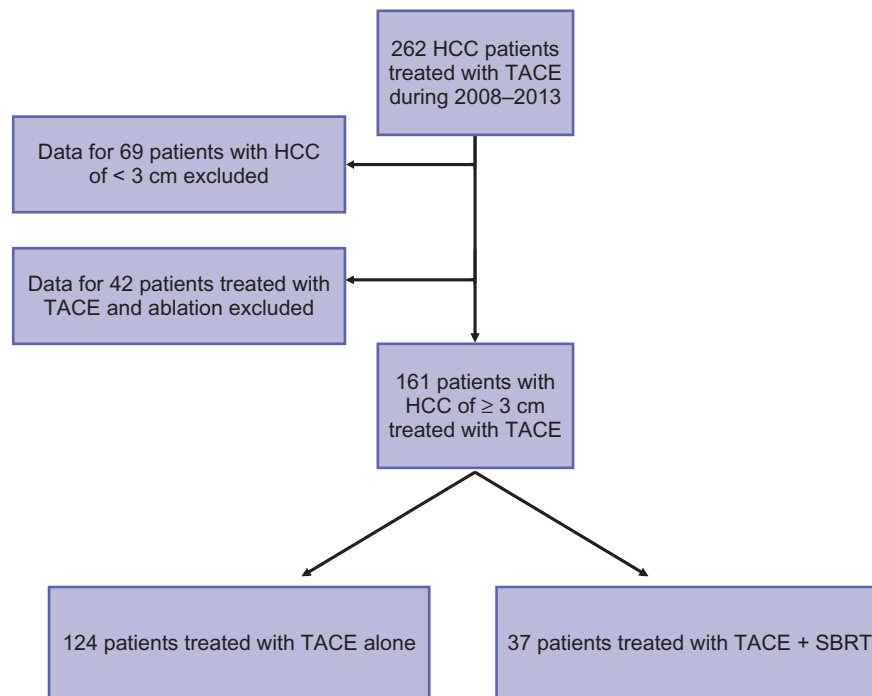 262 HCC patients
treated with TACE
during 2008–2013
Data for 69 patients with HCC
of < 3 cm excluded
Data for 42 patients treated with
TACE and ablation excluded
161 patients with
HCC of ≥ 3 cm
treated with TACE
124 patients treated with TACE alone
37 patients treated with TACE + SBRT